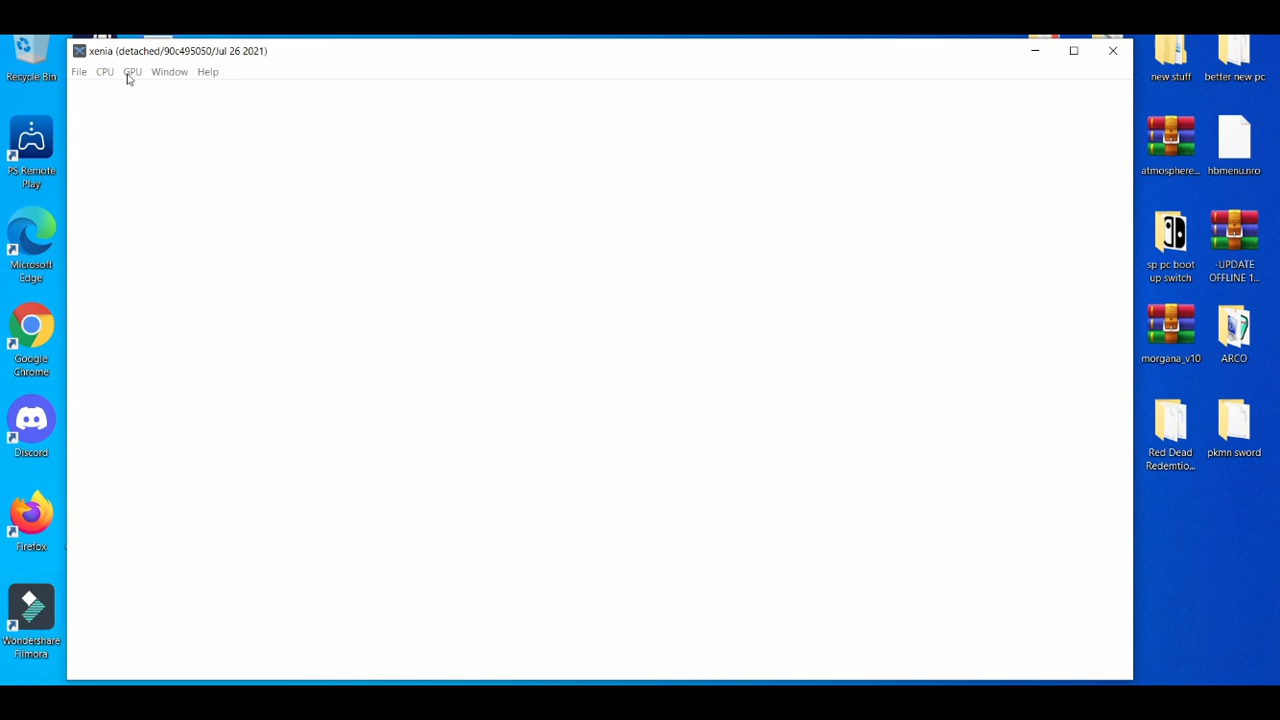 xenia (detached/90c495050/Jul 26 2021)
File CPU GPU Window Help
Recycle Bin
PS Remote
Play
Microsoft
Edge
Google
Chrome
Discord
Firefox
Wondershare
Filmora
new stuff
better new pc
atmosphere...
hbmenu.nro
sp pc boot
up switch
-UPDATE
OFFLINE 1...
morgana_v10
ARCO
Red Dead
Redemtio...
pkmn sword